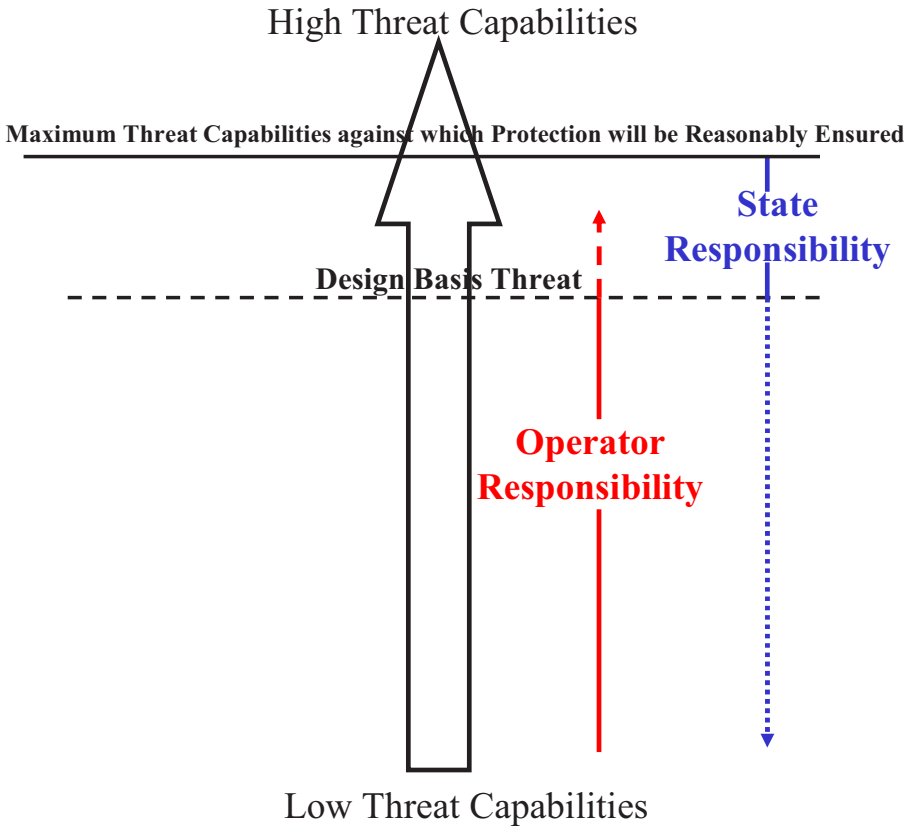 High Threat Capabilities
Maximum Threat Capabilities against which Protection will be Reasonably Ensured
State
Responsibility
Design Basis Threat
Operator
Responsibility
Low Threat Capabilities